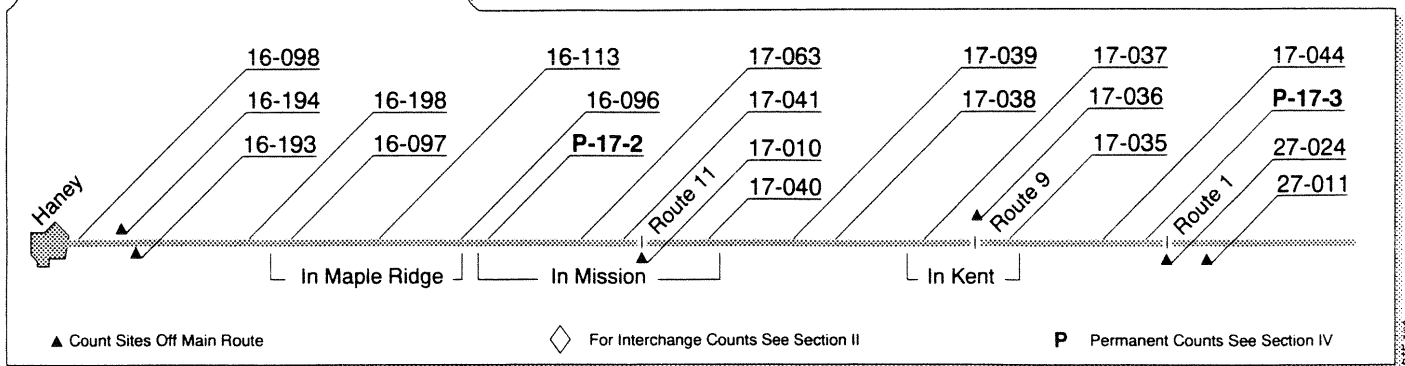 16-098
16-113
17-063
17-039
17-037
17-044
16-194
16-198
16-096
17-041
17-038
17-036
P-17-3
16-193
16-097
P-17-2
17-010
17-035
27-024
17-040
27-011
Haney
Route 11
Route 9
Route 1
In Maple Ridge
In Mission
In Kent
▲ Count Sites Off Main Route
◇ For Interchange Counts See Section II
P Permanent Counts See Section IV